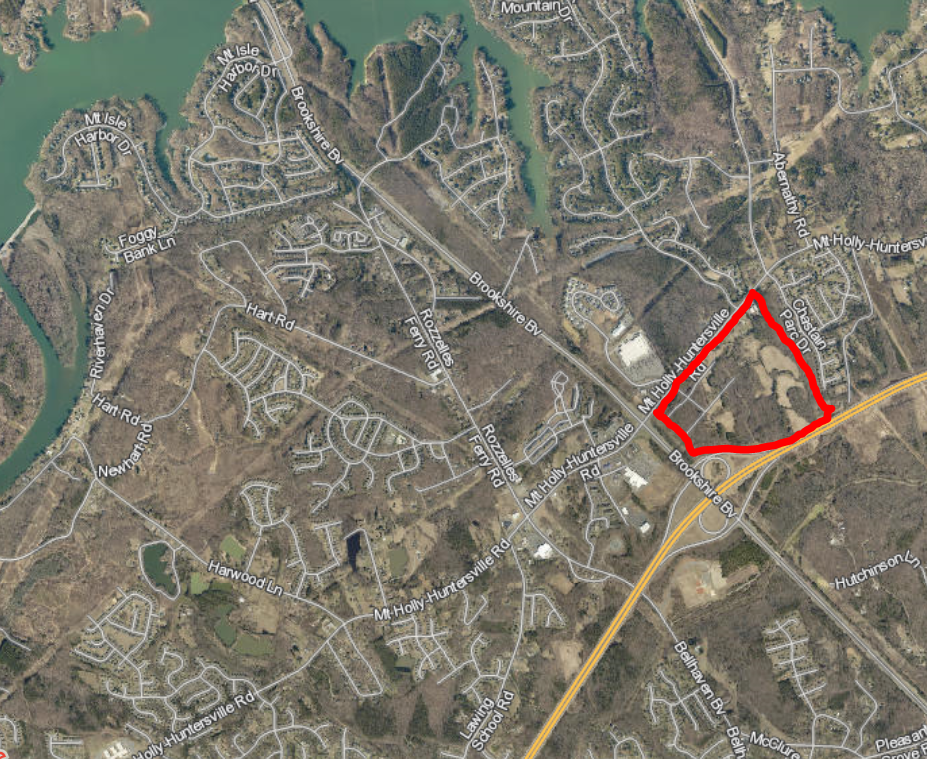 Mountain Dr
Mt Isle
Harbor Dr
Brookshire Bv
Mt Isle
Harbor Dr
Abernathy Rd
Foggy
Bank Ln
Mt-Holly-Huntersvi
Riverhaven Dr
Brookshire Bv
Hart Rd
Rozzelles
Ferry Rd
Mt Holly-Huntersville
Rd
Chastain
Parc Dr
Hart Rd
Newhart Rd
Rozzelles
Ferry Rd
Mt Holly-Huntersville
Rd
Brookshire Bv
Harwood Ln
Mt-Holly-Huntersville Rd
Hutchinson Ln
Bellhaven Bv
Bellh
Lawing
School Rd
Holly-Huntersville Rd
McClure
Pleasan
Grove R